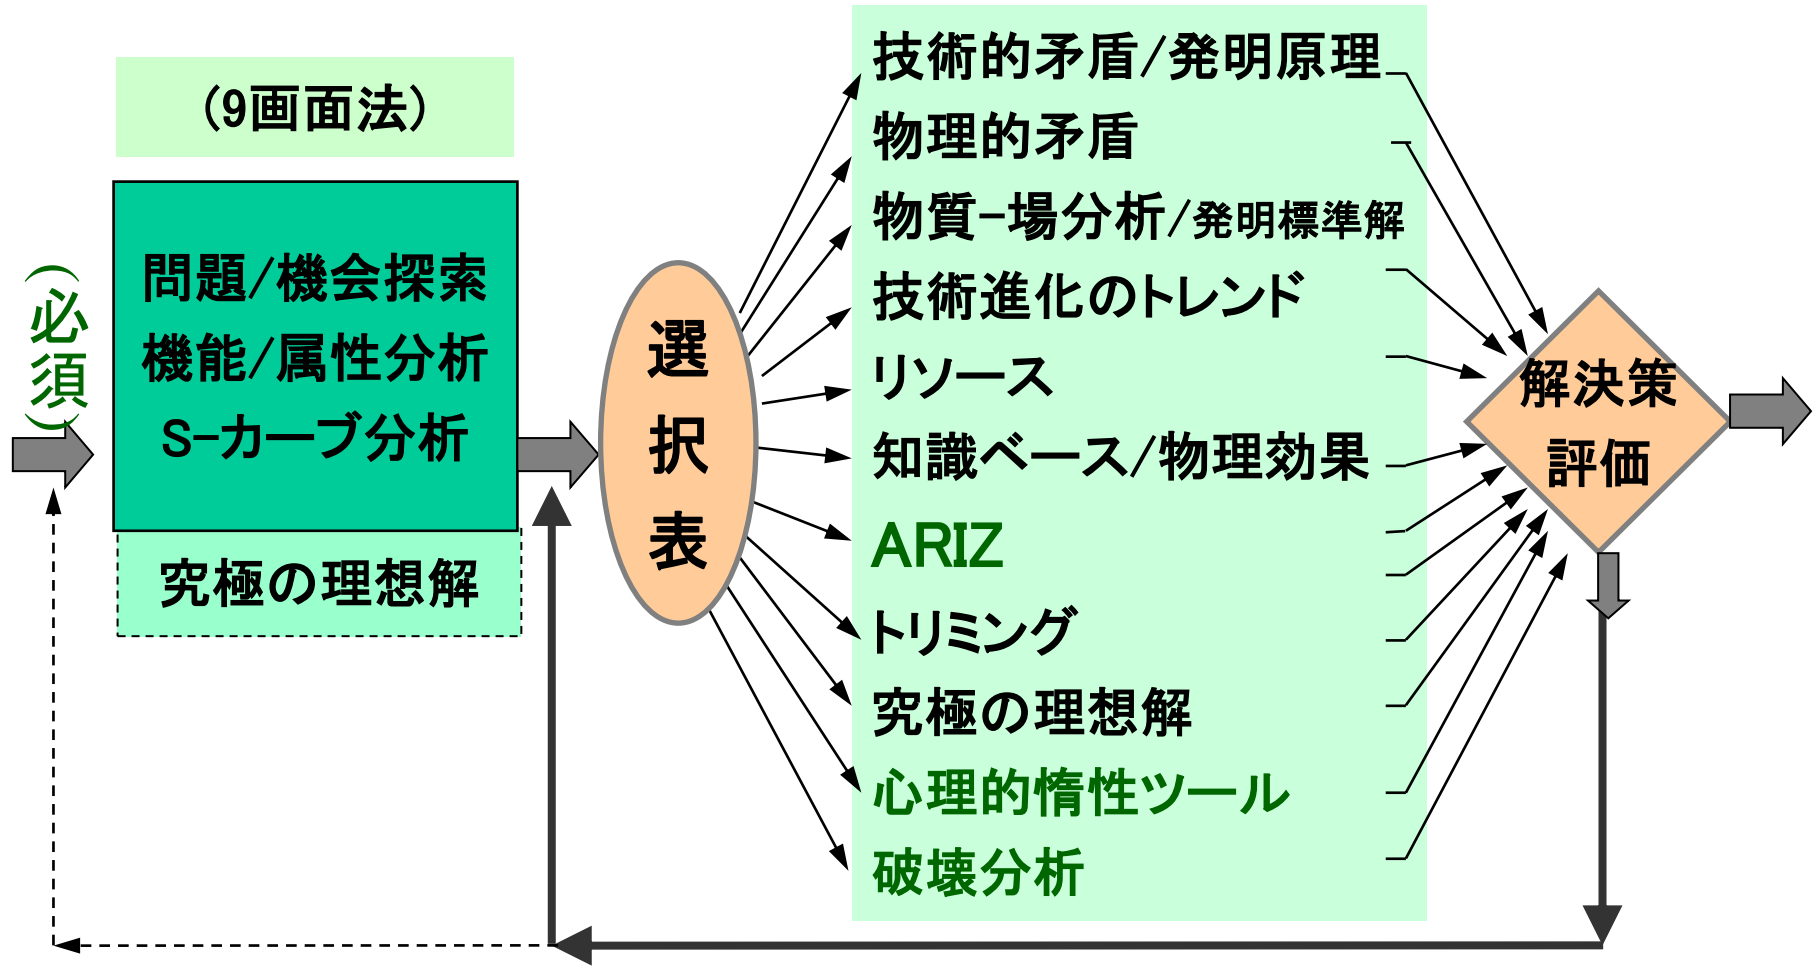 (9画面法)
(必須)
問題/機会探索
機能/属性分析
S-カーブ分析
究極の理想解
選択表
技術的矛盾/発明原理
物理的矛盾
物質-場分析/発明標準解
技術進化のトレンド
リソース
知識ベース/物理効果
ARIZ
トリミング
究極の理想解
心理的惰性ツール
破壊分析
解決策
評価